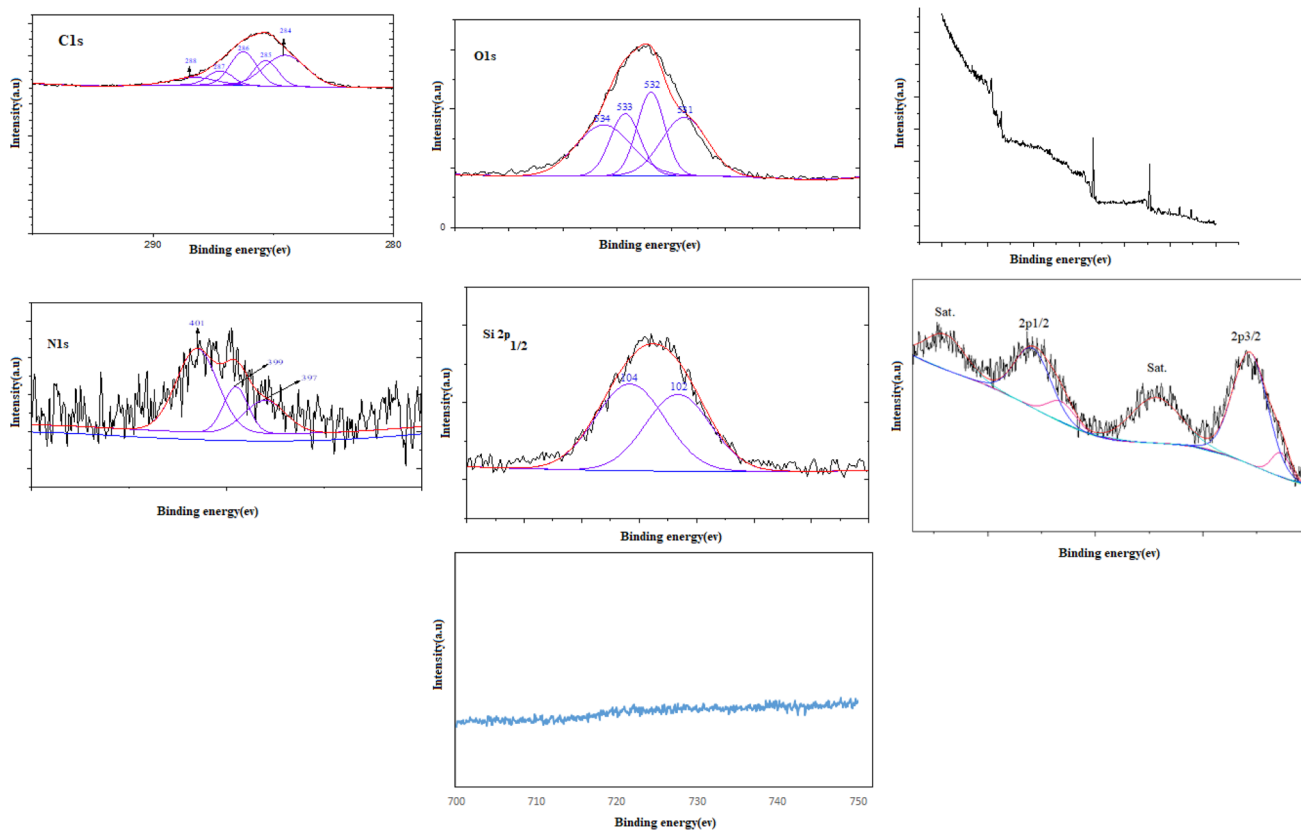 C1s
288
287
286
285
284
Intensity(a.u)
290
280
Binding energy(ev)
O1s
534
533
532
531
Intensity(a.u)
0
Binding energy(ev)
Intensity(a.u)
Binding energy(ev)
N1s
401
399
397
Intensity(a.u)
Binding energy(ev)
Si 2p
1/2
104
102
Intensity(a.u)
Binding energy(ev)
Sat.
2p1/2
Sat.
2p3/2
Intensity(a.u)
Binding energy(ev)
Intensity(a.u)
700
710
720
730
740
750
Binding energy(ev)